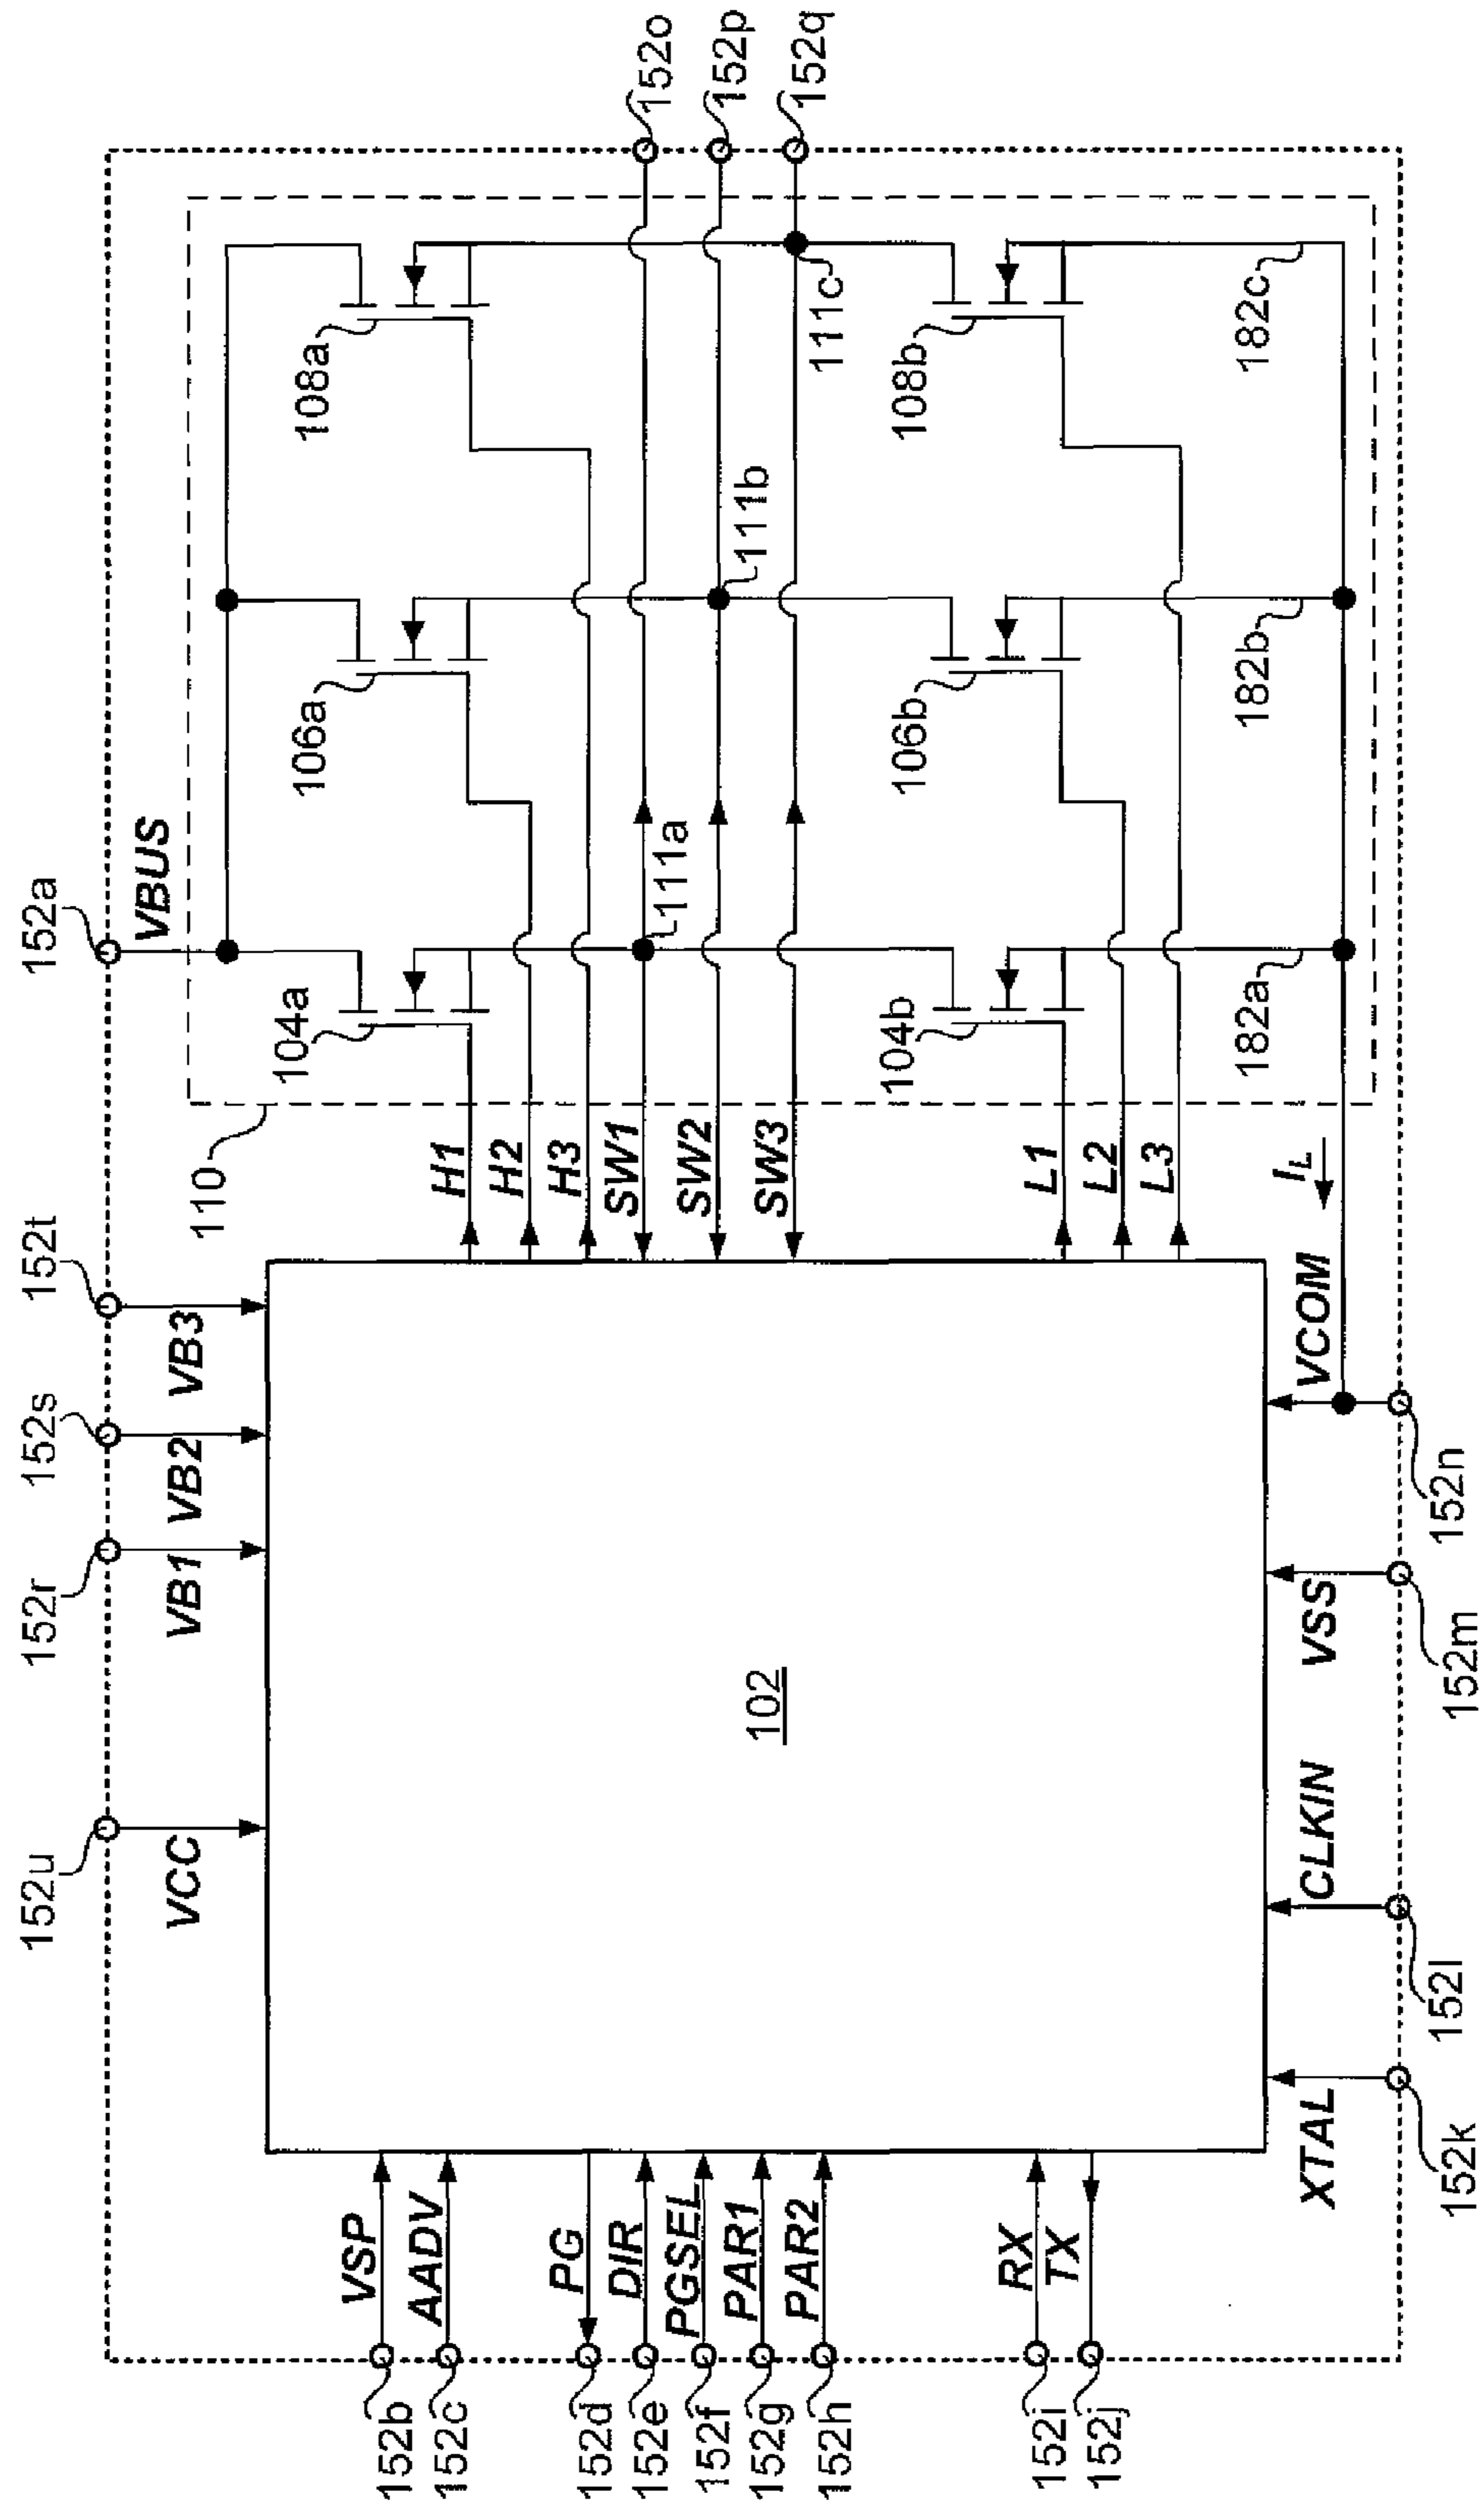 152u
152r
152s
152t
152a
VCC
VB1
VB2
VB3
VBUS
110
104a
106a
108a
152b
VSP
152c
AADV
152d
PG
152e
DIR
152f
PGSEL
152g
PAR1
152h
PAR2
152i
RX
152j
TX
102
H1
H2
H3
SW1
SW2
SW3
L1
L2
L3
IL
111a
111b
111c
152o
152p
152q
104b
106b
108b
182a
182b
182c
XTAL
CLKIN
VSS
VCOM
152k
152l
152m
152n